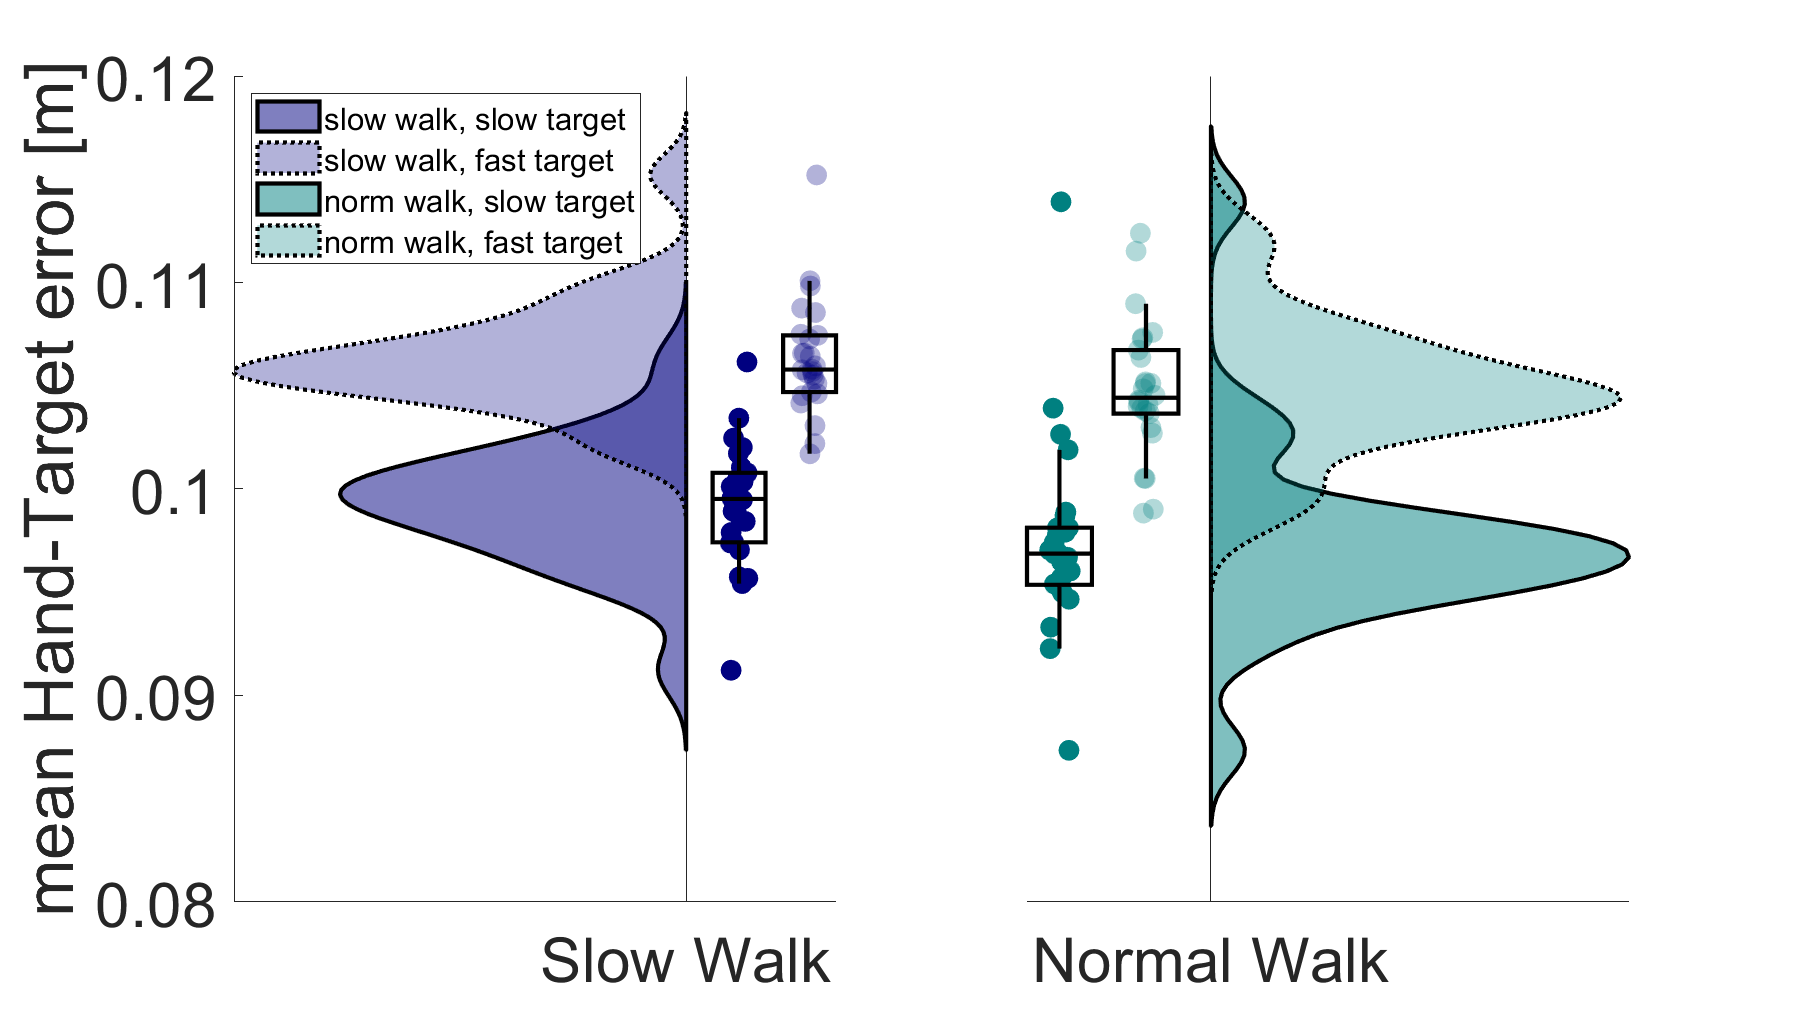 mean Hand-Target error [m]
0.12
0.11
0.1
0.09
0.08
slow walk, slow target
slow walk, fast target
norm walk, slow target
norm walk, fast target
Slow Walk
Normal Walk